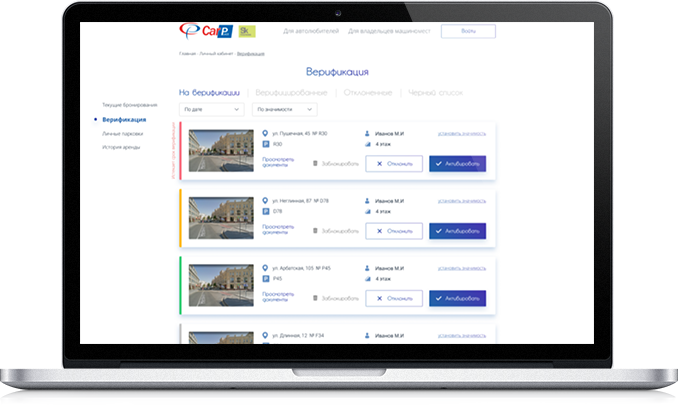 CarP
Для автолюбителей Для владельцев машиномест Войти
Главная - Личный кабинет - Верификация
Верификация
На верификации Верифицированные Отклоненные Черный список
Текущие бронирования
Верификация
Личные парковки
История аренды
По дате По значимости
ул. Пушечная, 45 № R30 Иванов М.И установить значимость
P R30 4 этаж
Просмотреть документы Заблокировать Отклонить Активировать
ул. Неглинная, 87 № D78 Иванов М.И установить значимость
P D78 4 этаж
Просмотреть документы Заблокировать Отклонить Активировать
ул. Арбатская, 105 № P45 Иванов М.И установить значимость
P P45 4 этаж
Просмотреть документы Заблокировать Отклонить Активировать
ул. Длинная, 12 № F34 Иванов М.И установить значимость